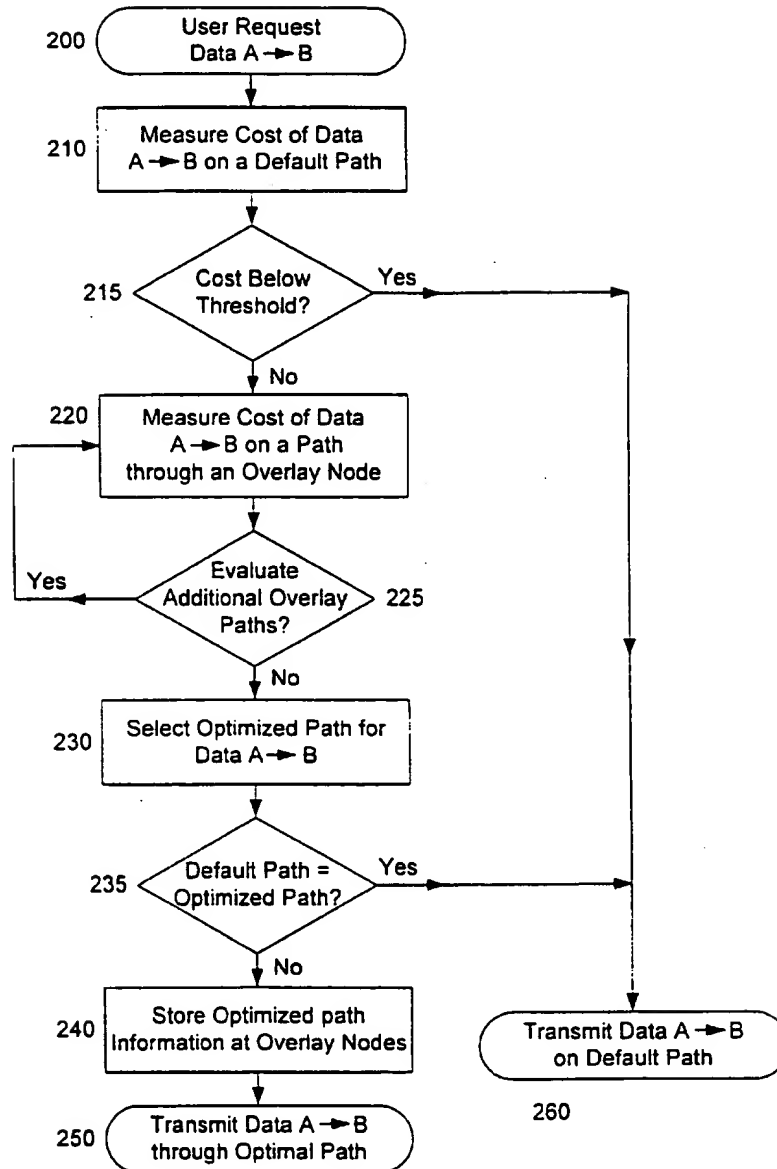 200
User Request
Data A → B
210
Measure Cost of Data
A → B on a Default Path
215
Cost Below
Threshold?
Yes
No
220
Measure Cost of Data
A → B on a Path
through an Overlay Node
Yes
Evaluate
Additional Overlay
Paths?
225
No
230
Select Optimized Path for
Data A → B
235
Default Path =
Optimized Path?
Yes
No
240
Store Optimized path
Information at Overlay Nodes
Transmit Data A → B
on Default Path
260
250
Transmit Data A → B
through Optimal Path